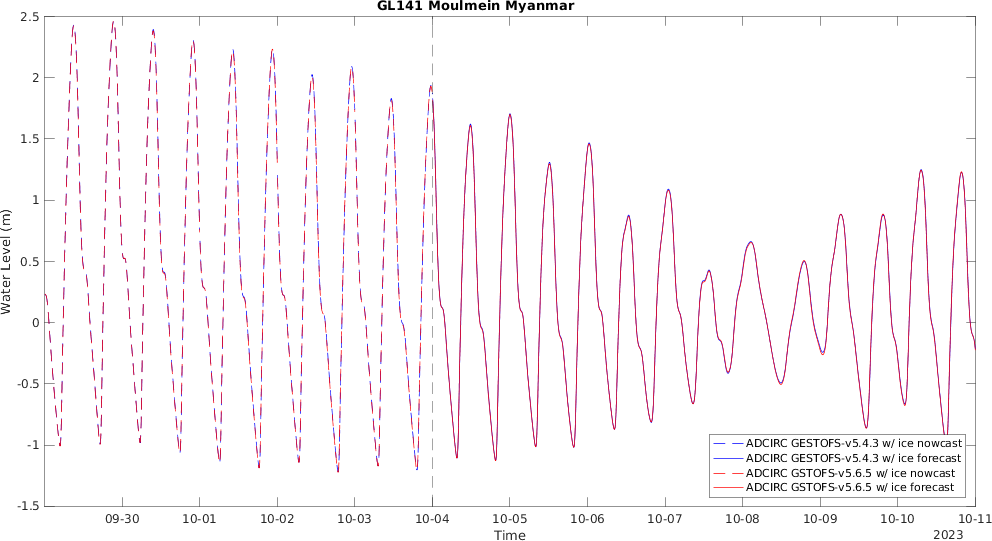 GL141 Moulmein Myanmar
2.5
2
1.5
1
0.5
0
-0.5
-1
-1.5
Water Level (m)
ADCIRC GESTOFS-v5.4.3 w/ ice nowcast
ADCIRC GESTOFS-v5.4.3 w/ ice forecast
ADCIRC GSTOFS-v5.6.5 w/ ice nowcast
ADCIRC GSTOFS-v5.6.5 w/ ice forecast
09-30 10-01 10-02 10-03 10-04 10-05 10-06 10-07 10-08 10-09 10-10 10-11
Time
2023